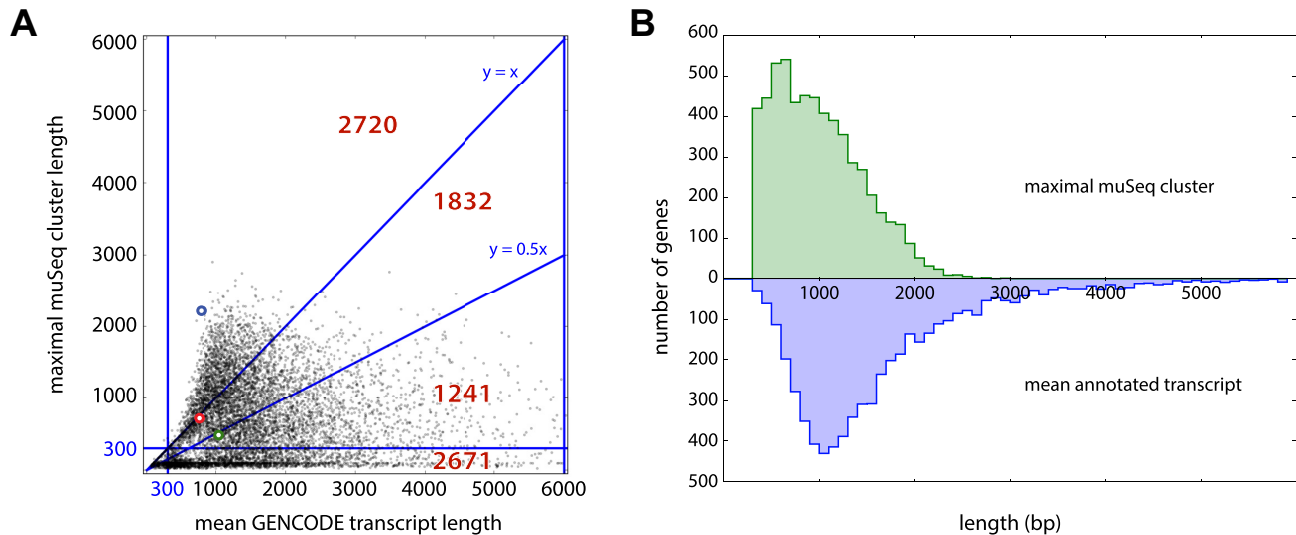 A
maximal muSeq cluster length
6000
5000
4000
3000
2000
1000
300
y = x
2720
1832
y = 0.5x
1241
2671
300 1000 2000 3000 4000 5000 6000
mean GENCODE transcript length
B
number of genes
600
500
400
300
200
100
0
100
200
300
400
500
maximal muSeq cluster
1000 2000 3000 4000 5000
mean annotated transcript
length (bp)